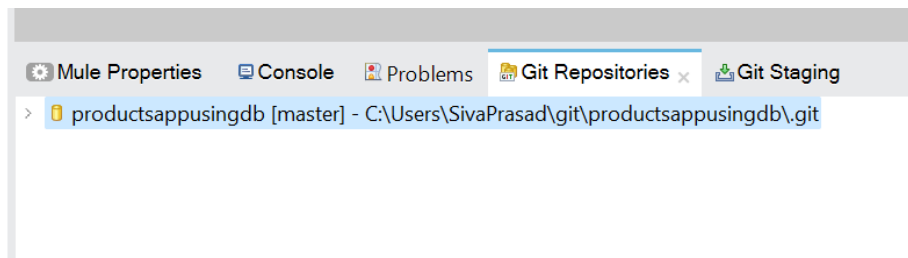 Mule Properties Console Problems Git Repositories Git Staging
productsappusingdb [master] - C:\Users\SivaPrasad\git\productsappusingdb\.git